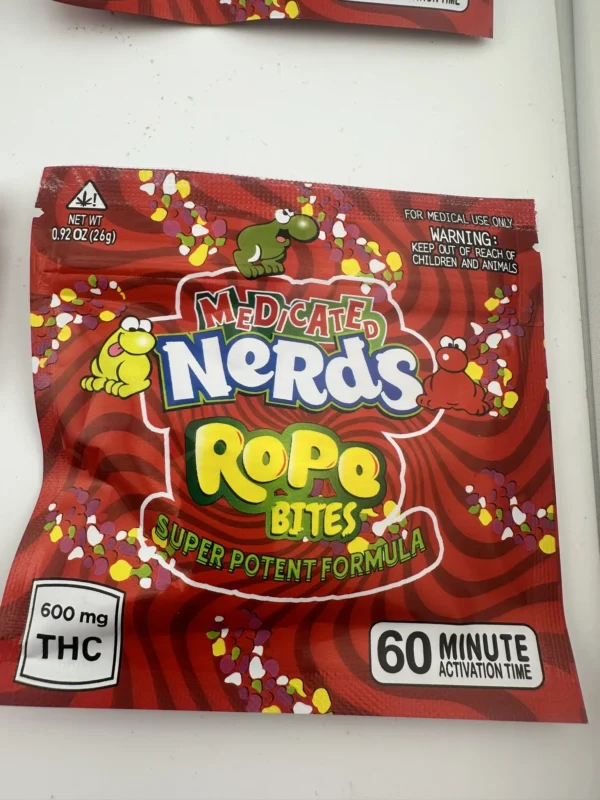 NET WT
0.92 OZ (26g)
FOR MEDICAL USE ONLY
WARNING:
KEEP OUT OF REACH OF
CHILDREN AND ANIMALS
MEDICATED
NeRdS
ROPe
BITES
SUPER POTENT FORMULA
600 mg
THC
60 MINUTE
ACTIVATION TIME